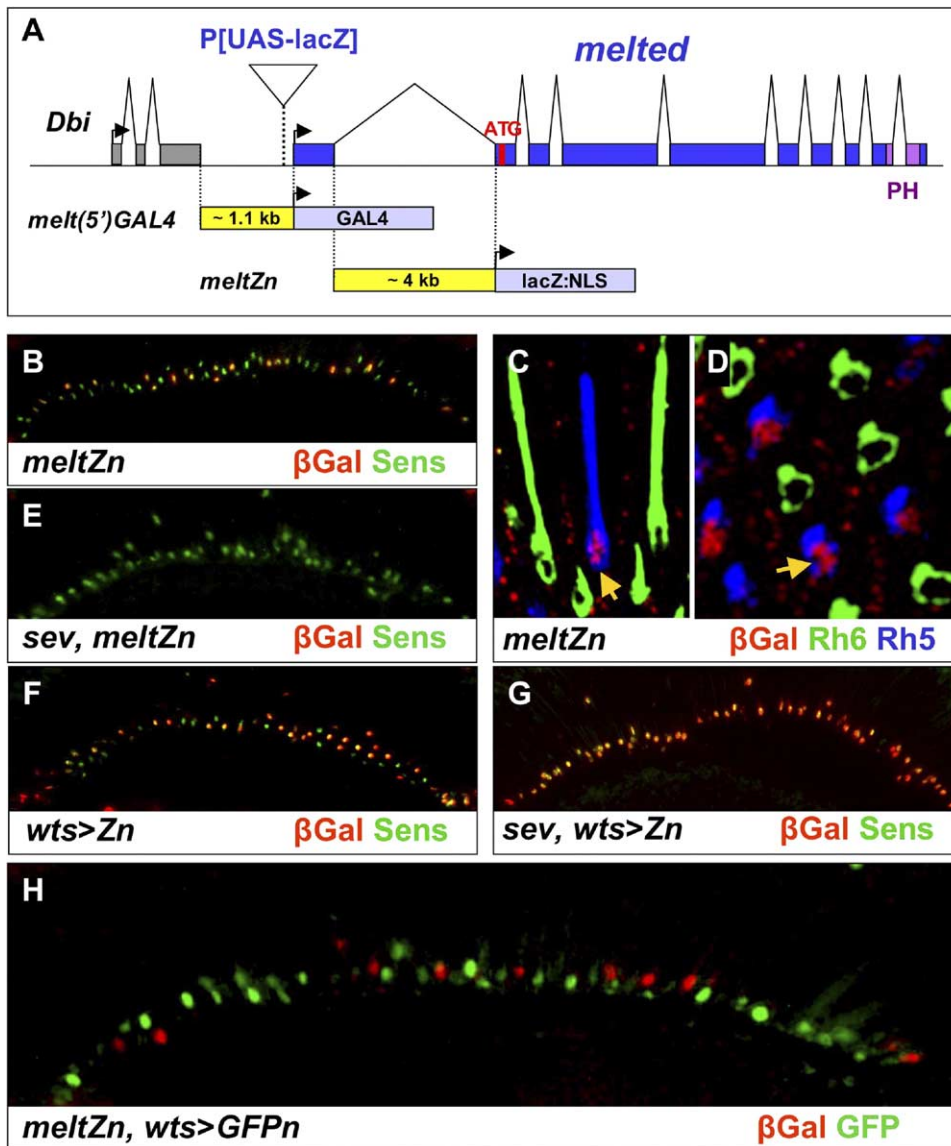 A
P[UAS-lacZ]
melted
Dbi
ATG
PH
melt(5')GAL4
~ 1.1 kb
GAL4
meltZn
~ 4 kb
lacZ:NLS
B
meltZn
βGal Sens
C
D
meltZn
βGal Rh6 Rh5
E
sev, meltZn
βGal Sens
F
wts>Zn
βGal Sens
G
sev, wts>Zn
βGal Sens
H
meltZn, wts>GFPn
βGal GFP